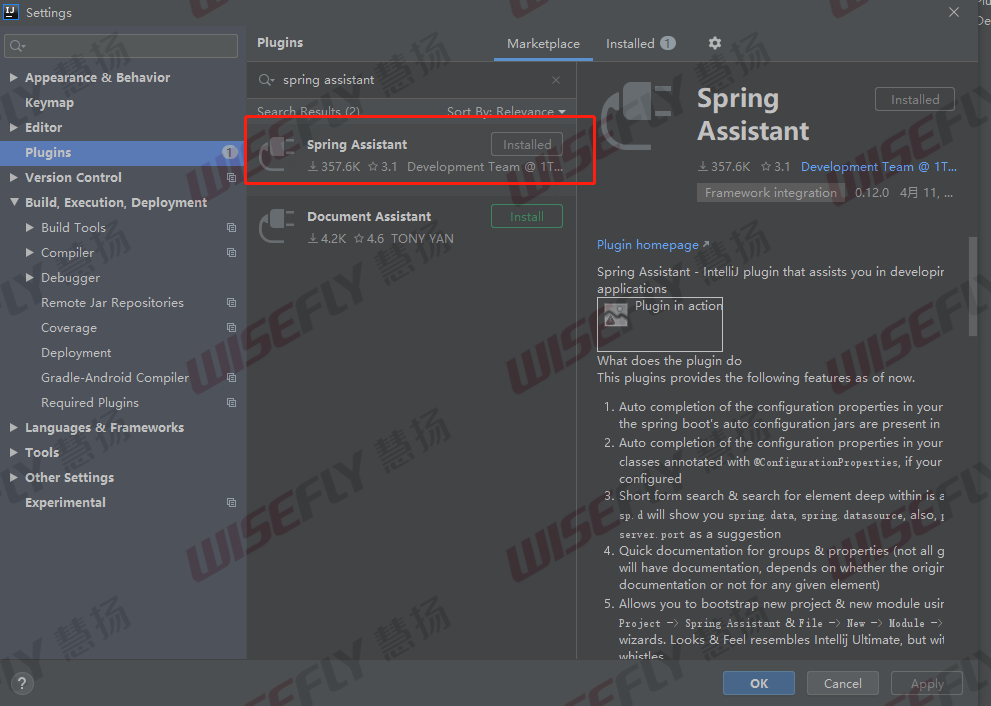 Settings
Plugins
Marketplace
Installed 1
spring assistant
Appearance & Behavior
Keymap
Editor
Plugins 1
Version Control
Build, Execution, Deployment
Build Tools
Compiler
Debugger
Remote Jar Repositories
Coverage
Deployment
Gradle-Android Compiler
Required Plugins
Languages & Frameworks
Tools
Other Settings
Experimental
Search Results (2)
Sort By: Relevance
Spring Assistant
Installed
357.6K 3.1 Development Team @ 1T...
Document Assistant
Install
4.2K 4.6 TONY YAN
Spring
Assistant
Installed
357.6K 3.1 Development Team @ 1T...
Framework integration 0.12.0 4月 11, ...
Plugin homepage
Spring Assistant - IntelliJ plugin that assists you in developin
applications
Plugin in action
What does the plugin do
This plugins provides the following features as of now.
1. Auto completion of the configuration properties in your
the spring boot's auto configuration jars are present in
2. Auto completion of the configuration properties in your
classes annotated with @ConfigurationProperties, if your
configured
3. Short form search & search for element deep within is a
sp.d will show you spring.data, spring.datasource, also,
server.port as a suggestion
4. Quick documentation for groups & properties (not all g
will have documentation, depends on whether the origin
documentation or not for any given element)
5. Allows you to bootstrap new project & new module usin
Project -> Spring Assistant & File -> New -> Module ->
wizards. Looks & Feel resembles Intellij Ultimate, but wit
whistles
?
OK
Cancel
Apply
WISEFLY 慧扬